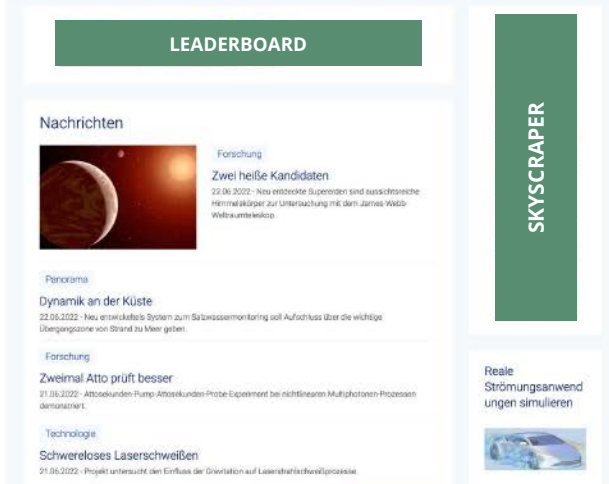 LEADERBOARD
SKYSCRAPER
Nachrichten
Forschung
Zwei heiße Kandidaten
22.06.2022 - Neu entdeckte Supererden sind aussichtsreiche
Himmelskörper zur Untersuchung mit dem James-Webb-
Weltraumteleskop.
Panorama
Dynamik an der Küste
22.06.2022 - Neu entwickeltes System zum Salzwassermonitoring soll Aufschluss über die wichtige
Übergangszone von Strand zu Meer geben.
Forschung
Zweimal Atto prüft besser
21.06.2022 - Attosekunden-Pump-Attosekunden-Probe-Experiment bei nichtlinearen Multiphotonen-Prozessen
demonstriert.
Technologie
Schwereloses Laserschweißen
21.06.2022 - Projekt untersucht den Einfluss der Gravitation auf Laserdrahtschweißprozesse.
Reale
Strömungsanwend
ungen simulieren